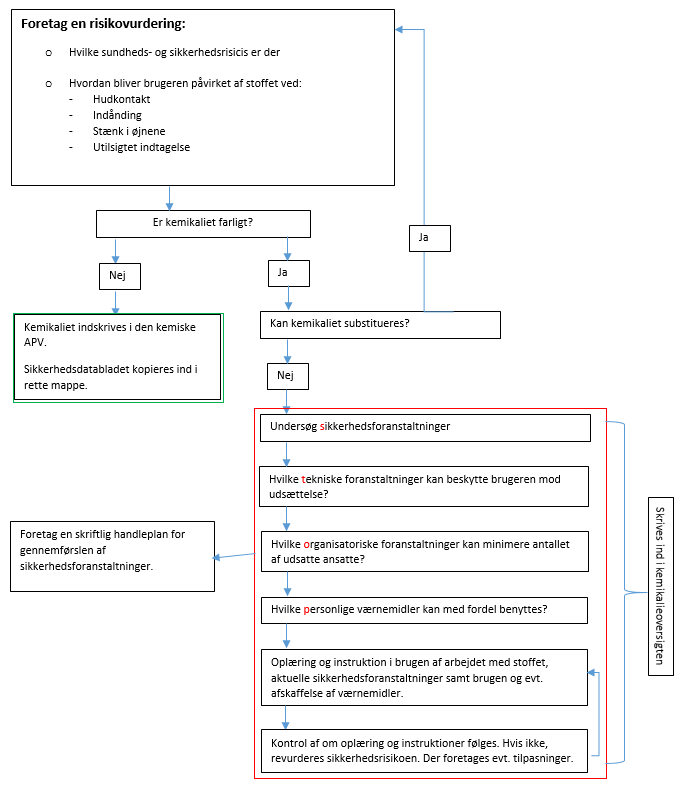 Foretag en risikovurdering:
o Hvilke sundheds- og sikkerhedsrisicis er der
o Hvordan bliver brugeren påvirket af stoffet ved:
- Hudkontakt
- Indånding
- Stænk i øjnene
- Utilsigtet indtagelse
Er kemikaliet farligt?
Ja
Nej
Ja
Kemikaliet indskrives i den kemiske
APV.
Sikkerhedsdatabladet kopieres ind i
rette mappe.
Kan kemikaliet substitueres?
Nej
Undersøg sikkerhedsforanstaltninger
Hvilke tekniske foranstaltninger kan beskytte brugeren mod
udsættelse?
Foretag en skriftlig handleplan for
gennemførslen af
sikkerhedsforanstaltninger.
Hvilke organisatoriske foranstaltninger kan minimere antallet
af udsatte ansatte?
Hvilke personlige værnemidler kan med fordel benyttes?
Oplæring og instruktion i brugen af arbejdet med stoffet,
aktuelle sikkerhedsforanstaltninger samt brugen og evt.
afskaffelse af værnemidler.
Kontrol af om oplæring og instruktioner følges. Hvis ikke,
revurderes sikkerhedsrisikoen. Der foretages evt. tilpasninger.
Skrives ind i kemikalieoversigten